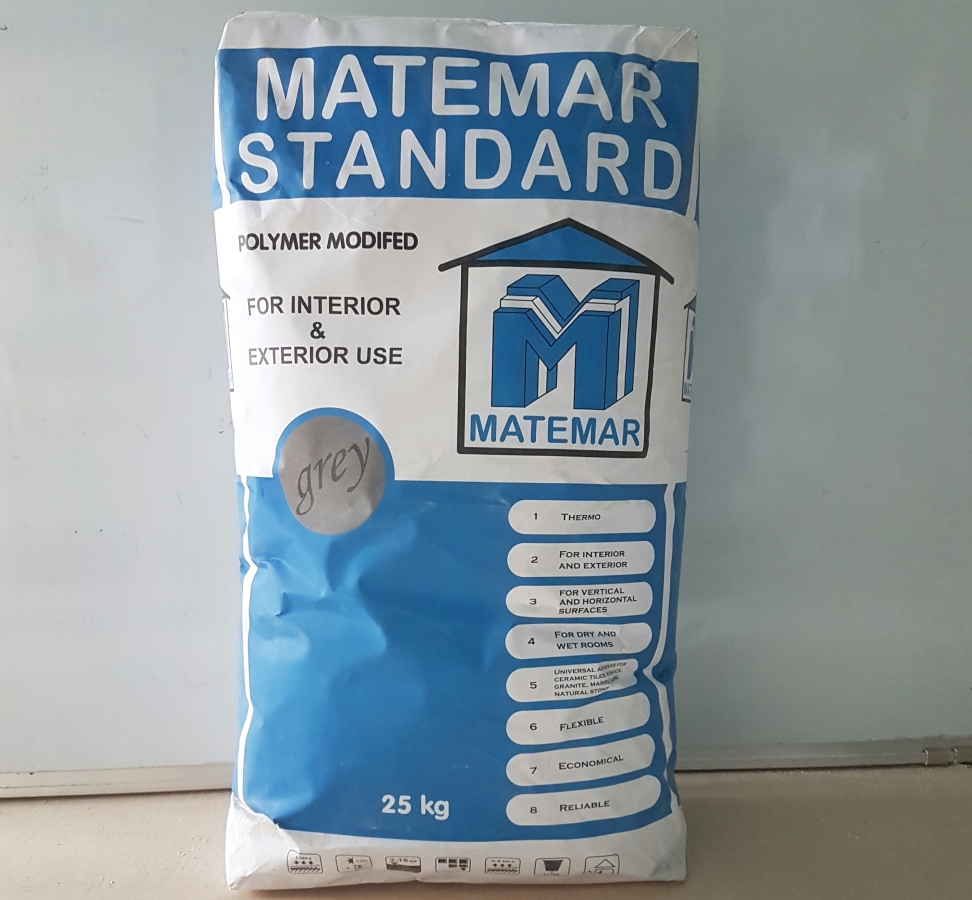 MATEMAR
STANDARD
POLYMER MODIFED
FOR INTERIOR
&
EXTERIOR USE
MATEMAR
grey
1 THERMO
2 FOR INTERIOR
AND EXTERIOR
3 FOR VERTICAL
AND HORIZONTAL
SURFACES
4 FOR DRY AND
WET ROOMS
5 UNIVERSAL
CERAMIC TILES,
GRANITE,
NATURAL
6 FLEXIBLE
7 ECONOMICAL
8 RELIABLE
25 kg
3-15